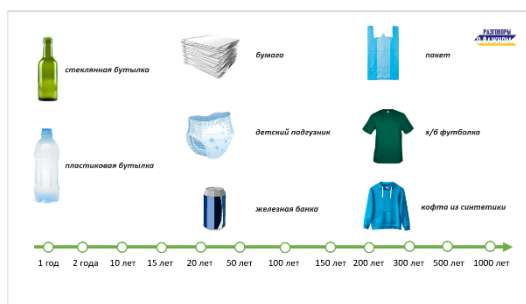 РАЗГОВОРЫ
О ВАЖНОМ
стеклянная бутылка
бумага
пакет
пластиковая бутылка
детский подгузник
х/б футболка
железная банка
кофта из синтетики
1 год 2 года 10 лет 15 лет 20 лет 50 лет 100 лет 150 лет 200 лет 300 лет 500 лет 1000 лет